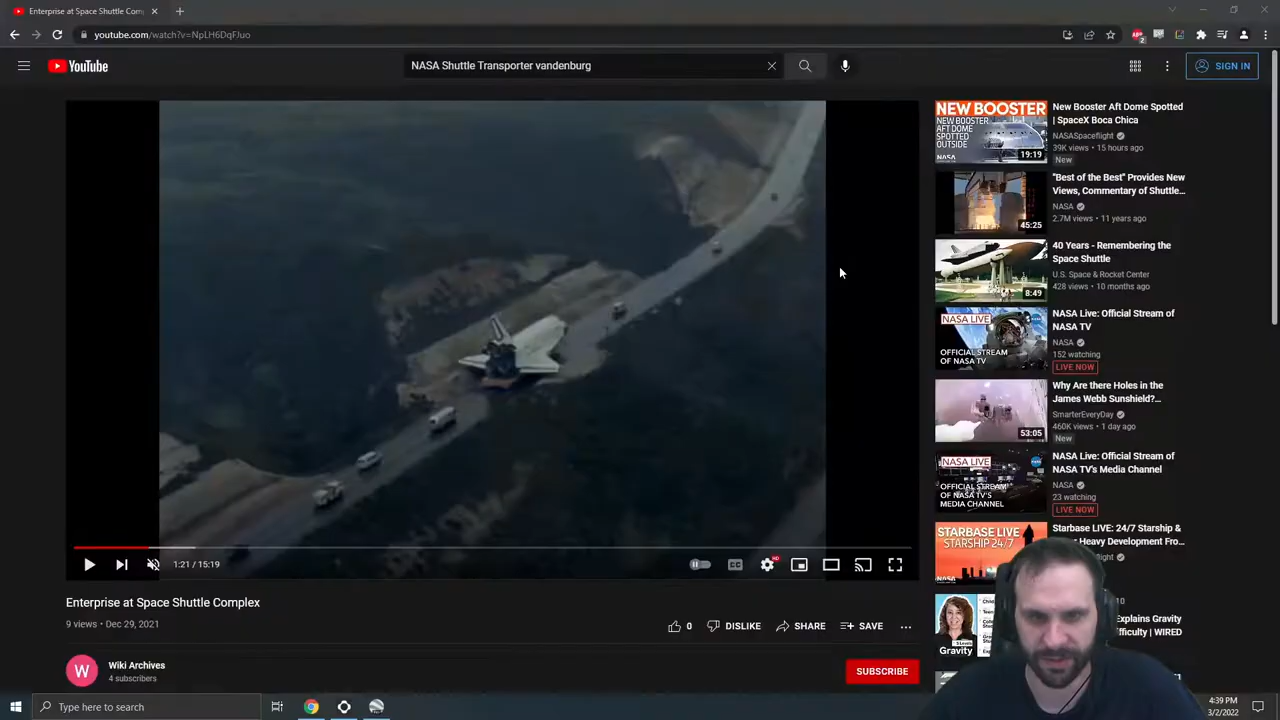 Enterprise at Space Shuttle Com
youtube.com/watch?v=NpLH6DqFJuo
YouTube
NASA Shuttle Transporter vandenburg
SIGN IN
1:21 / 15:19
CC
HD
Enterprise at Space Shuttle Complex
9 views • Dec 29, 2021
0
DISLIKE
SHARE
SAVE
W
Wiki Archives
4 subscribers
SUBSCRIBE
NEW BOOSTER
NEW BOOSTER
AFT DOME
SPOTTED
OUTSIDE
19:19
New Booster Aft Dome Spotted
| SpaceX Boca Chica
NASASpaceflight
39K views • 15 hours ago
New
45:25
"Best of the Best" Provides New
Views, Commentary of Shuttle...
NASA
2.7M views • 11 years ago
8:49
40 Years - Remembering the
Space Shuttle
U.S. Space & Rocket Center
428 views • 10 months ago
NASA LIVE
OFFICIAL STREAM
OF NASA TV
NASA Live: Official Stream of
NASA TV
NASA
152 watching
LIVE NOW
53:05
Why Are there Holes in the
James Webb Sunshield?...
SmarterEveryDay
460K views • 1 day ago
New
NASA LIVE
OFFICIAL STREAM
OF NASA TV'S
MEDIA CHANNEL
NASA Live: Official Stream of
NASA TV's Media Channel
NASA
23 watching
LIVE NOW
STARBASE LIVE
STARSHIP 24/7
Starbase LIVE: 24/7 Starship &
Heavy Development Fro...
Gravity
xplains Gravity
fficulty | WIRED
Type here to search
4:39 PM
3/2/2022